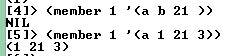 [4]> (member 1 '(a b 21 ))
NIL
[5]> (member 1 '(a 1 21 3))
(1 21 3)